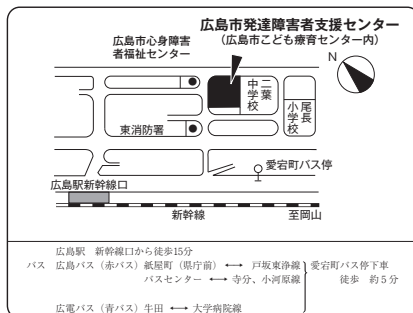 広島市発達障害者支援センター
（広島市こども療育センター内）
広島市心身障害
者福祉センター
N
二葉
中学校
尾長
小学校
東消防署
愛宕町バス停
広島駅新幹線口
新幹線
至岡山
広島駅　新幹線口から徒歩15分
バス　広島バス（赤バス）紙屋町（県庁前）⟷　戸坂東浄線　愛宕町バス停下車
バスセンター　⟷　寺分、小河原線　徒歩　約５分
広電バス（青バス）牛田　⟷　大学病院線